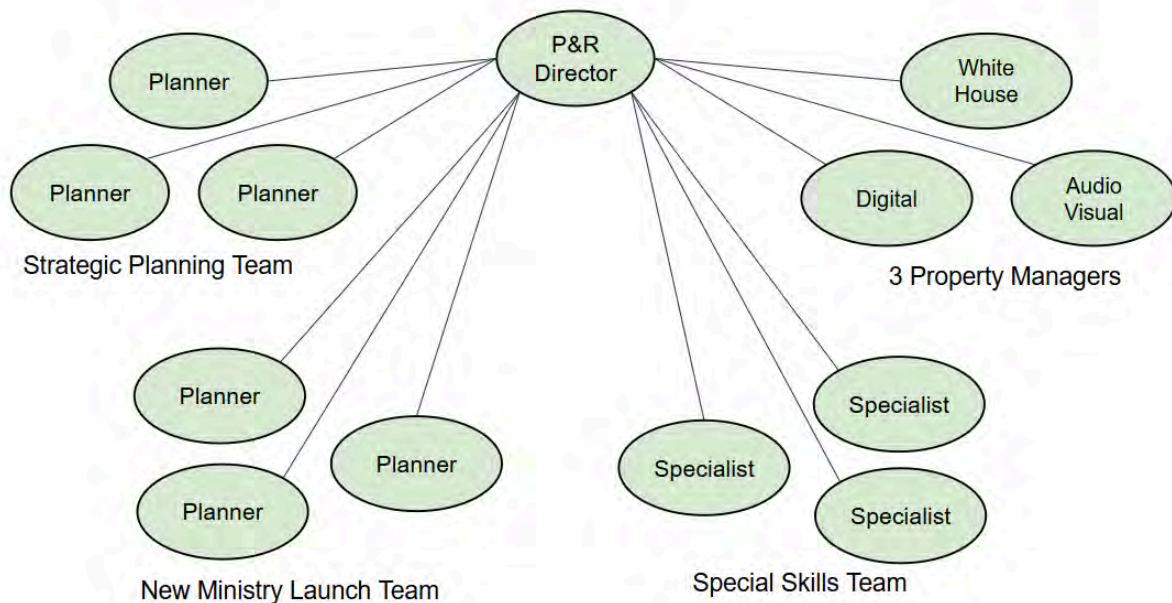 P&R
Director
Planner
Planner
Planner
Strategic Planning Team
White
House
Digital
Audio
Visual
3 Property Managers
Planner
Planner
Planner
New Ministry Launch Team
Specialist
Specialist
Specialist
Special Skills Team